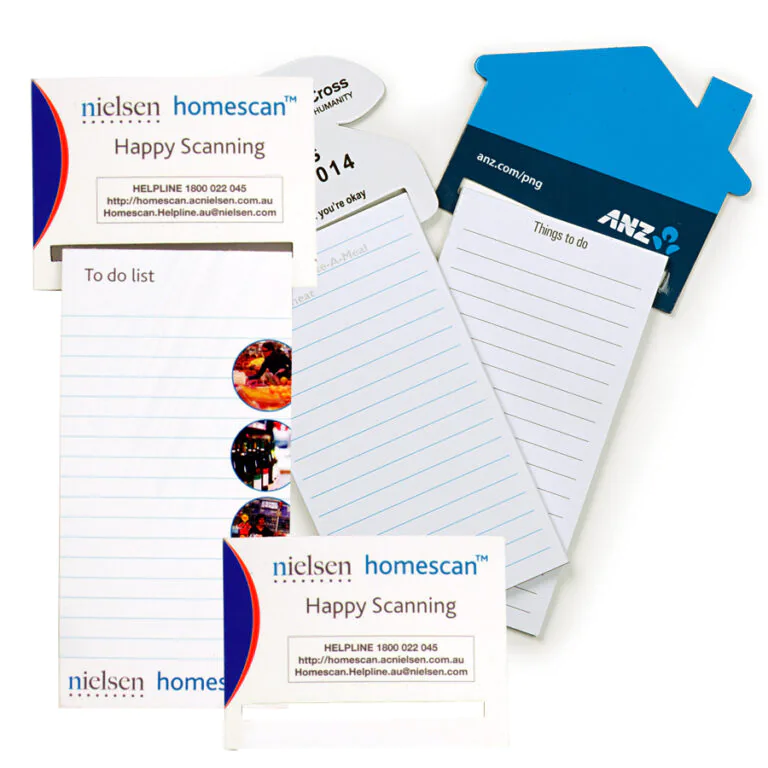 nielsen homescan™
Happy Scanning
HELPLINE 1800 022 045
http://homescan.acnielsen.com.au
Homescan.Helpline.au@nielsen.com
To do list
nielsen homes
Cross
HUMANITY
014
you're okay
-A-Meal
anz.com/png
ANZ
Things to do
nielsen homescan™
Happy Scanning
HELPLINE 1800 022 045
http://homescan.acnielsen.com.au
Homescan.Helpline.au@nielsen.com